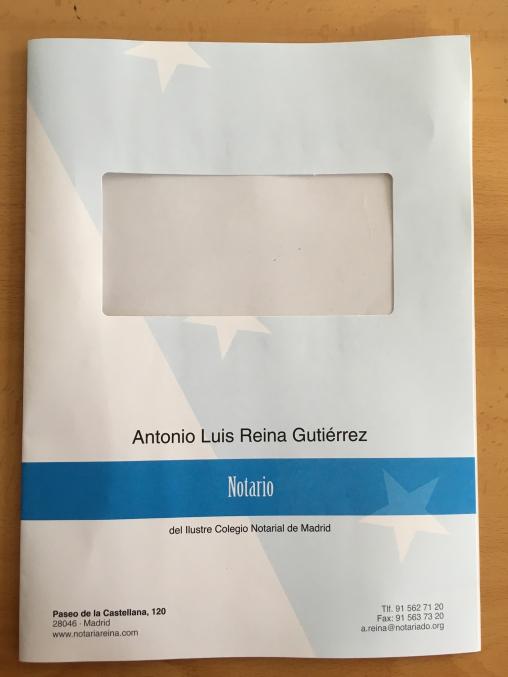 Antonio Luis Reina Gutiérrez
Notario
del Ilustre Colegio Notarial de Madrid
Paseo de la Castellana, 120
28046 · Madrid
www.notariareina.com
Tlf. 91 562 71 20
Fax: 91 563 73 20
a.reina@notariado.org